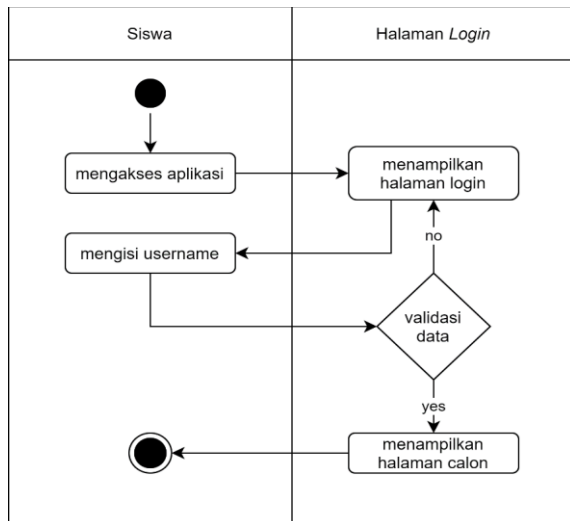 Siswa
Halaman Login
mengakses aplikasi
menampilkan
halaman login
mengisi username
no
validasi
data
yes
menampilkan
halaman calon